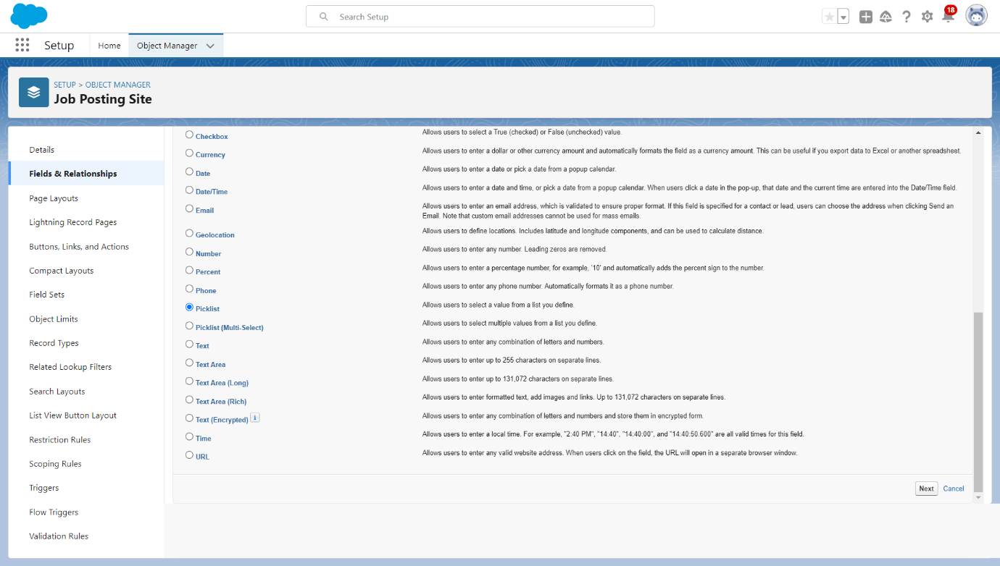 Search Setup
18
Setup
Home
Object Manager
SETUP > OBJECT MANAGER
Job Posting Site
Details
Fields & Relationships
Page Layouts
Lightning Record Pages
Buttons, Links, and Actions
Compact Layouts
Field Sets
Object Limits
Record Types
Related Lookup Filters
Search Layouts
List View Button Layout
Restriction Rules
Scoping Rules
Triggers
Flow Triggers
Validation Rules
Checkbox
Allows users to select a True (checked) or False (unchecked) value.
Currency
Allows users to enter a dollar or other currency amount and automatically formats the field as a currency amount. This can be useful if you export data to Excel or another spreadsheet.
Date
Allows users to enter a date or pick a date from a popup calendar.
Date/Time
Allows users to enter a date and time, or pick a date from a popup calendar. When users click a date in the pop-up, that date and the current time are entered into the Date/Time field.
Email
Allows users to enter an email address, which is validated to ensure proper format. If this field is specified for a contact or lead, users can choose the address when clicking Send an
Email. Note that custom email addresses cannot be used for mass emails.
Geolocation
Allows users to define locations. Includes latitude and longitude components, and can be used to calculate distance.
Number
Allows users to enter any number. Leading zeros are removed.
Percent
Allows users to enter a percentage number, for example, '10' and automatically adds the percent sign to the number.
Phone
Allows users to enter any phone number. Automatically formats it as a phone number.
Picklist
Allows users to select a value from a list you define.
Picklist (Multi-Select)
Allows users to select multiple values from a list you define.
Text
Allows users to enter any combination of letters and numbers.
Text Area
Allows users to enter up to 255 characters on separate lines.
Text Area (Long)
Allows users to enter up to 131,072 characters on separate lines.
Text Area (Rich)
Allows users to enter formatted text, add images and links. Up to 131,072 characters on separate lines.
Text (Encrypted) i
Allows users to enter any combination of letters and numbers and store them in encrypted form.
Time
Allows users to enter a local time. For example, "2:40 PM", "14:40", "14:40:00", and "14:40:50.600" are all valid times for this field.
URL
Allows users to enter any valid website address. When users click on the field, the URL will open in a separate browser window.
Next
Cancel